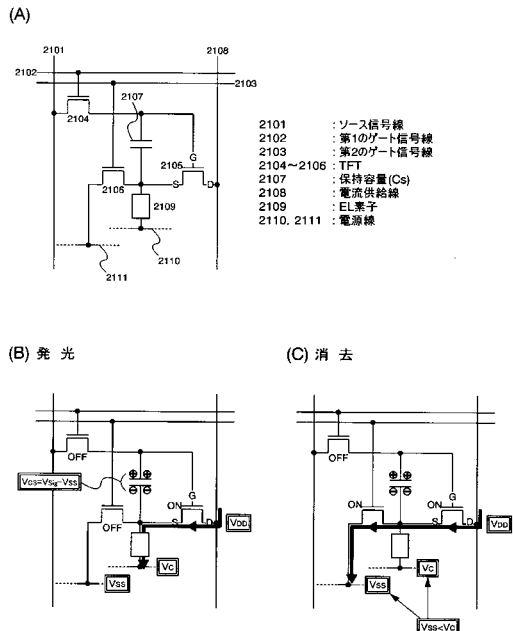 (A)
2101
2108
2102
2103
2107
2104
G
2105
2106
S
D
2109
2110
2111
2101 : ソース信号線
2102 : 第1のゲート信号線
2103 : 第2のゲート信号線
2104～2106 : TFT
2107 : 保持容量(Cs)
2108 : 電流供給線
2109 : EL素子
2110, 2111 : 電源線
(B) 発光
OFF
VGS=VSig-VSS
ON
G
OFF
S
D
VDD
VC
VSS
(C) 消去
OFF
ON
ON
G
S
D
VDD
VC
VSS
VSS<VC